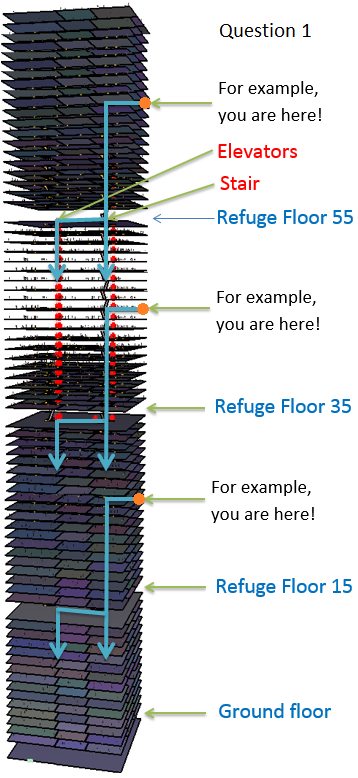 Question 1
For example,
you are here!
Elevators
Stair
Refuge Floor 55
For example,
you are here!
Refuge Floor 35
For example,
you are here!
Refuge Floor 15
Ground floor